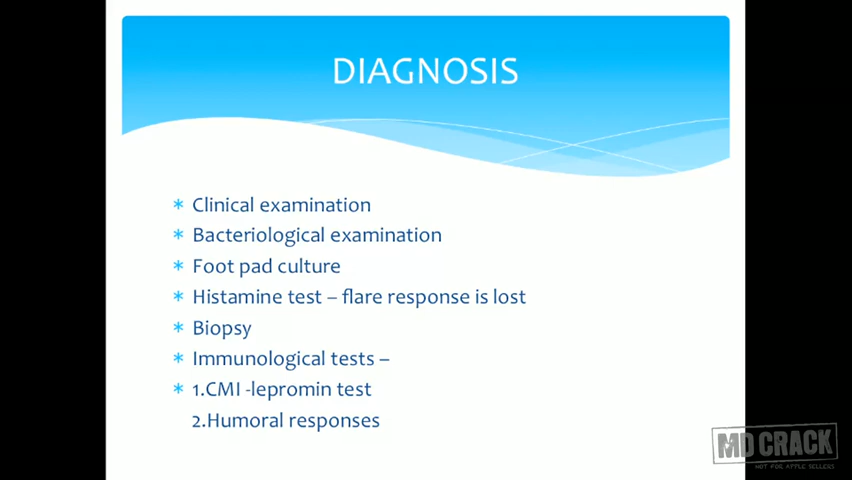 DIAGNOSIS
* Clinical examination
* Bacteriological examination
* Foot pad culture
* Histamine test – flare response is lost
* Biopsy
* Immunological tests –
* 1.CMI -lepromin test
2.Humoral responses
MD CRACK
NOT FOR APPLE SELLERS